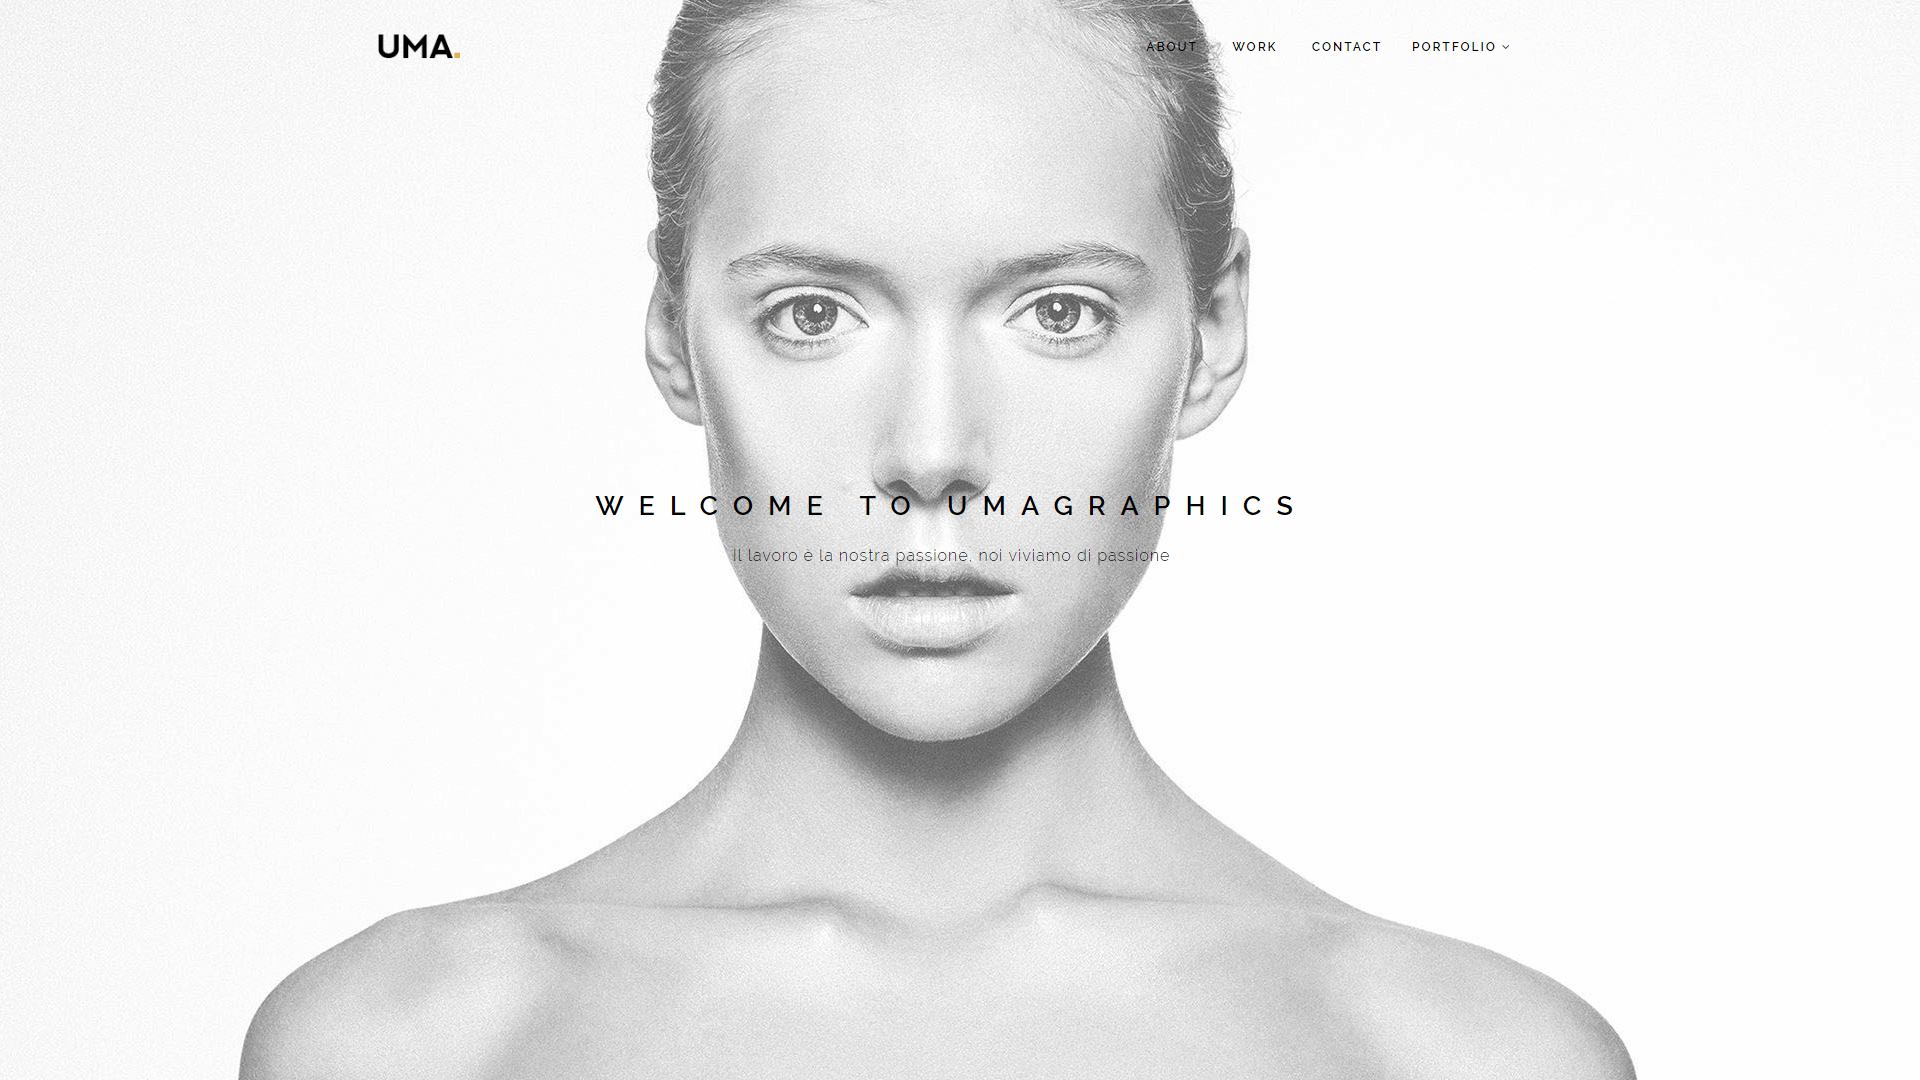 UMA.
ABOUT WORK CONTACT PORTFOLIO
WELCOME TO UMAGRAPHICS
Il lavoro è la nostra passione, noi viviamo di passione